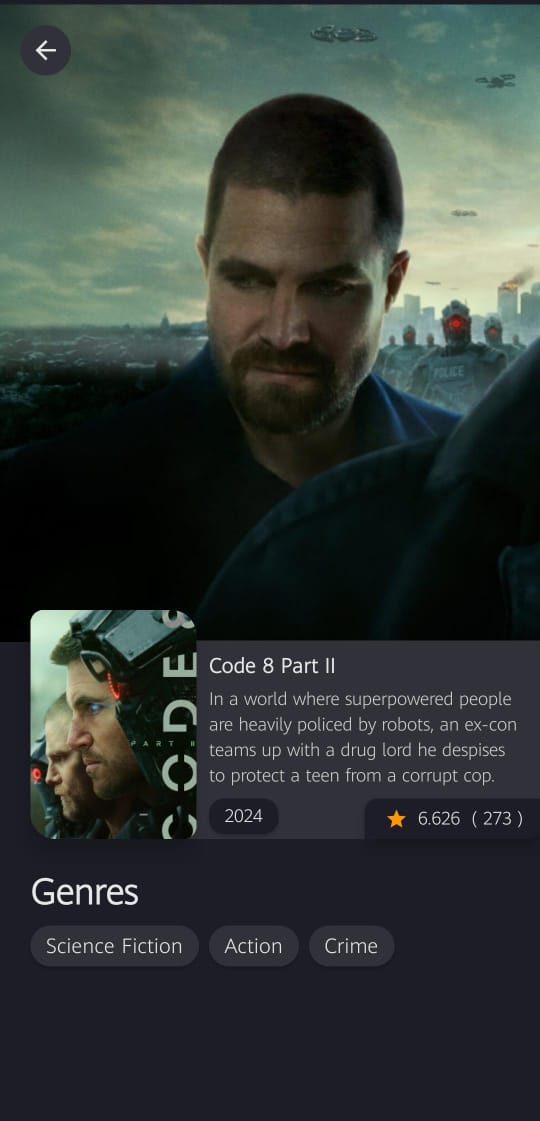 POLICE
Code 8 Part II
In a world where superpowered people
are heavily policed by robots, an ex-con
teams up with a drug lord he despises
to protect a teen from a corrupt cop.
CODE 8
PART II
2024
6.626 ( 273 )
Genres
Science Fiction
Action
Crime